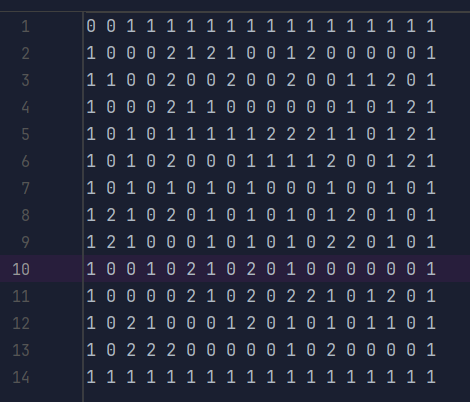 1 0 0 1 1 1 1 1 1 1 1 1 1 1 1 1 1 1 1
2 1 0 0 0 2 1 2 1 0 0 1 2 0 0 0 0 0 1
3 1 1 0 0 2 0 0 2 0 0 2 0 0 1 1 2 0 1
4 1 0 0 0 2 1 1 0 0 0 0 0 0 1 0 1 2 1
5 1 0 1 0 1 1 1 1 1 2 2 2 1 1 0 1 2 1
6 1 0 1 0 2 0 0 0 1 1 1 1 2 0 0 1 2 1
7 1 0 1 0 1 0 1 0 1 0 0 0 1 0 0 1 0 1
8 1 2 1 0 2 0 1 0 1 0 1 0 1 2 0 1 0 1
9 1 2 1 0 0 0 1 0 1 0 1 0 2 2 0 1 0 1
10 1 0 0 1 0 2 1 0 2 0 1 0 0 0 0 0 0 1
11 1 0 0 0 0 2 1 0 2 0 2 2 1 0 1 2 0 1
12 1 0 2 1 0 0 0 1 2 0 1 0 1 0 1 1 0 1
13 1 0 2 2 2 0 0 0 0 0 1 0 2 0 0 0 0 1
14 1 1 1 1 1 1 1 1 1 1 1 1 1 1 1 1 1 1